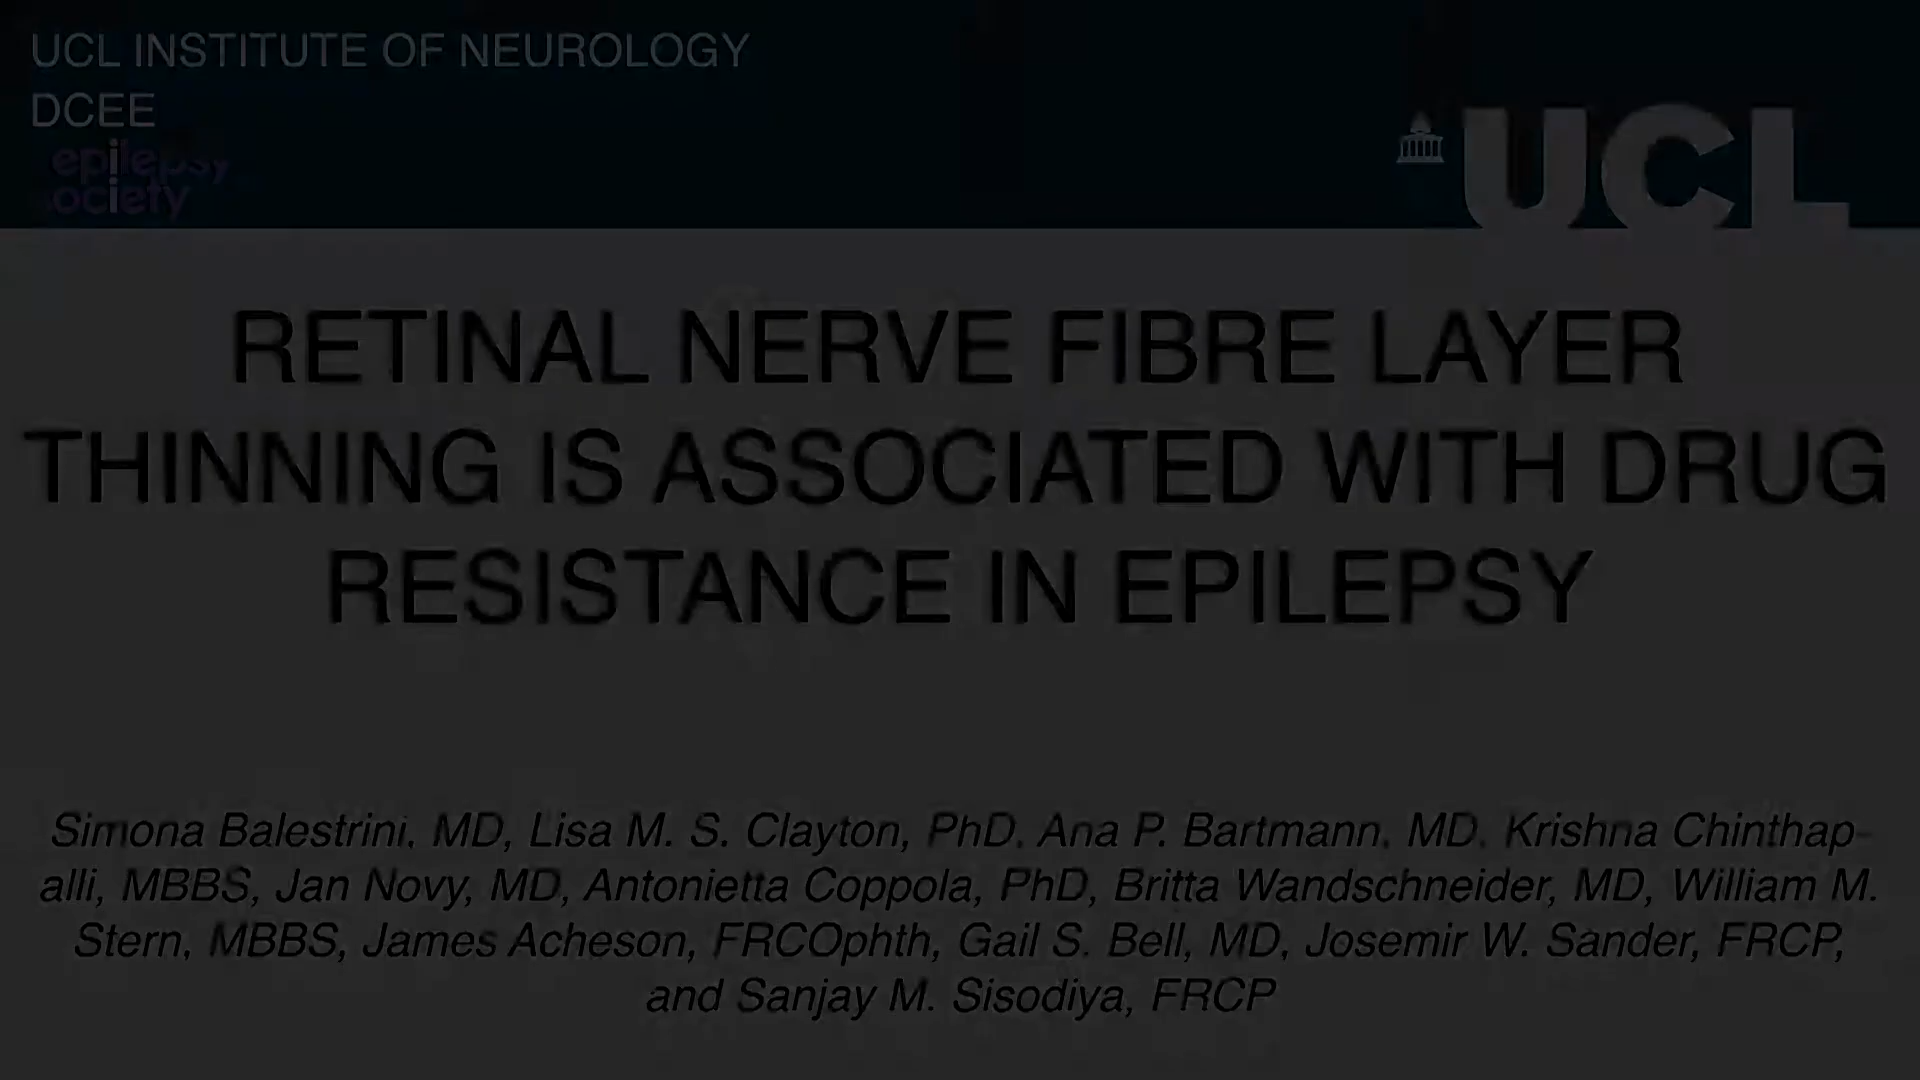 UCL INSTITUTE OF NEUROLOGY
DCEE
epilepsy
society
UCL
RETINAL NERVE FIBRE LAYER
THINNING IS ASSOCIATED WITH DRUG
RESISTANCE IN EPILEPSY
Simona Balestrini, MD, Lisa M. S. Clayton, PhD, Ana P. Bartmann, MD, Krishna Chinthap-
alli, MBBS, Jan Novy, MD, Antonietta Coppola, PhD, Britta Wandschneider, MD, William M.
Stern, MBBS, James Acheson, FRCOphth, Gail S. Bell, MD, Josemir W. Sander, FRCP,
and Sanjay M. Sisodiya, FRCP